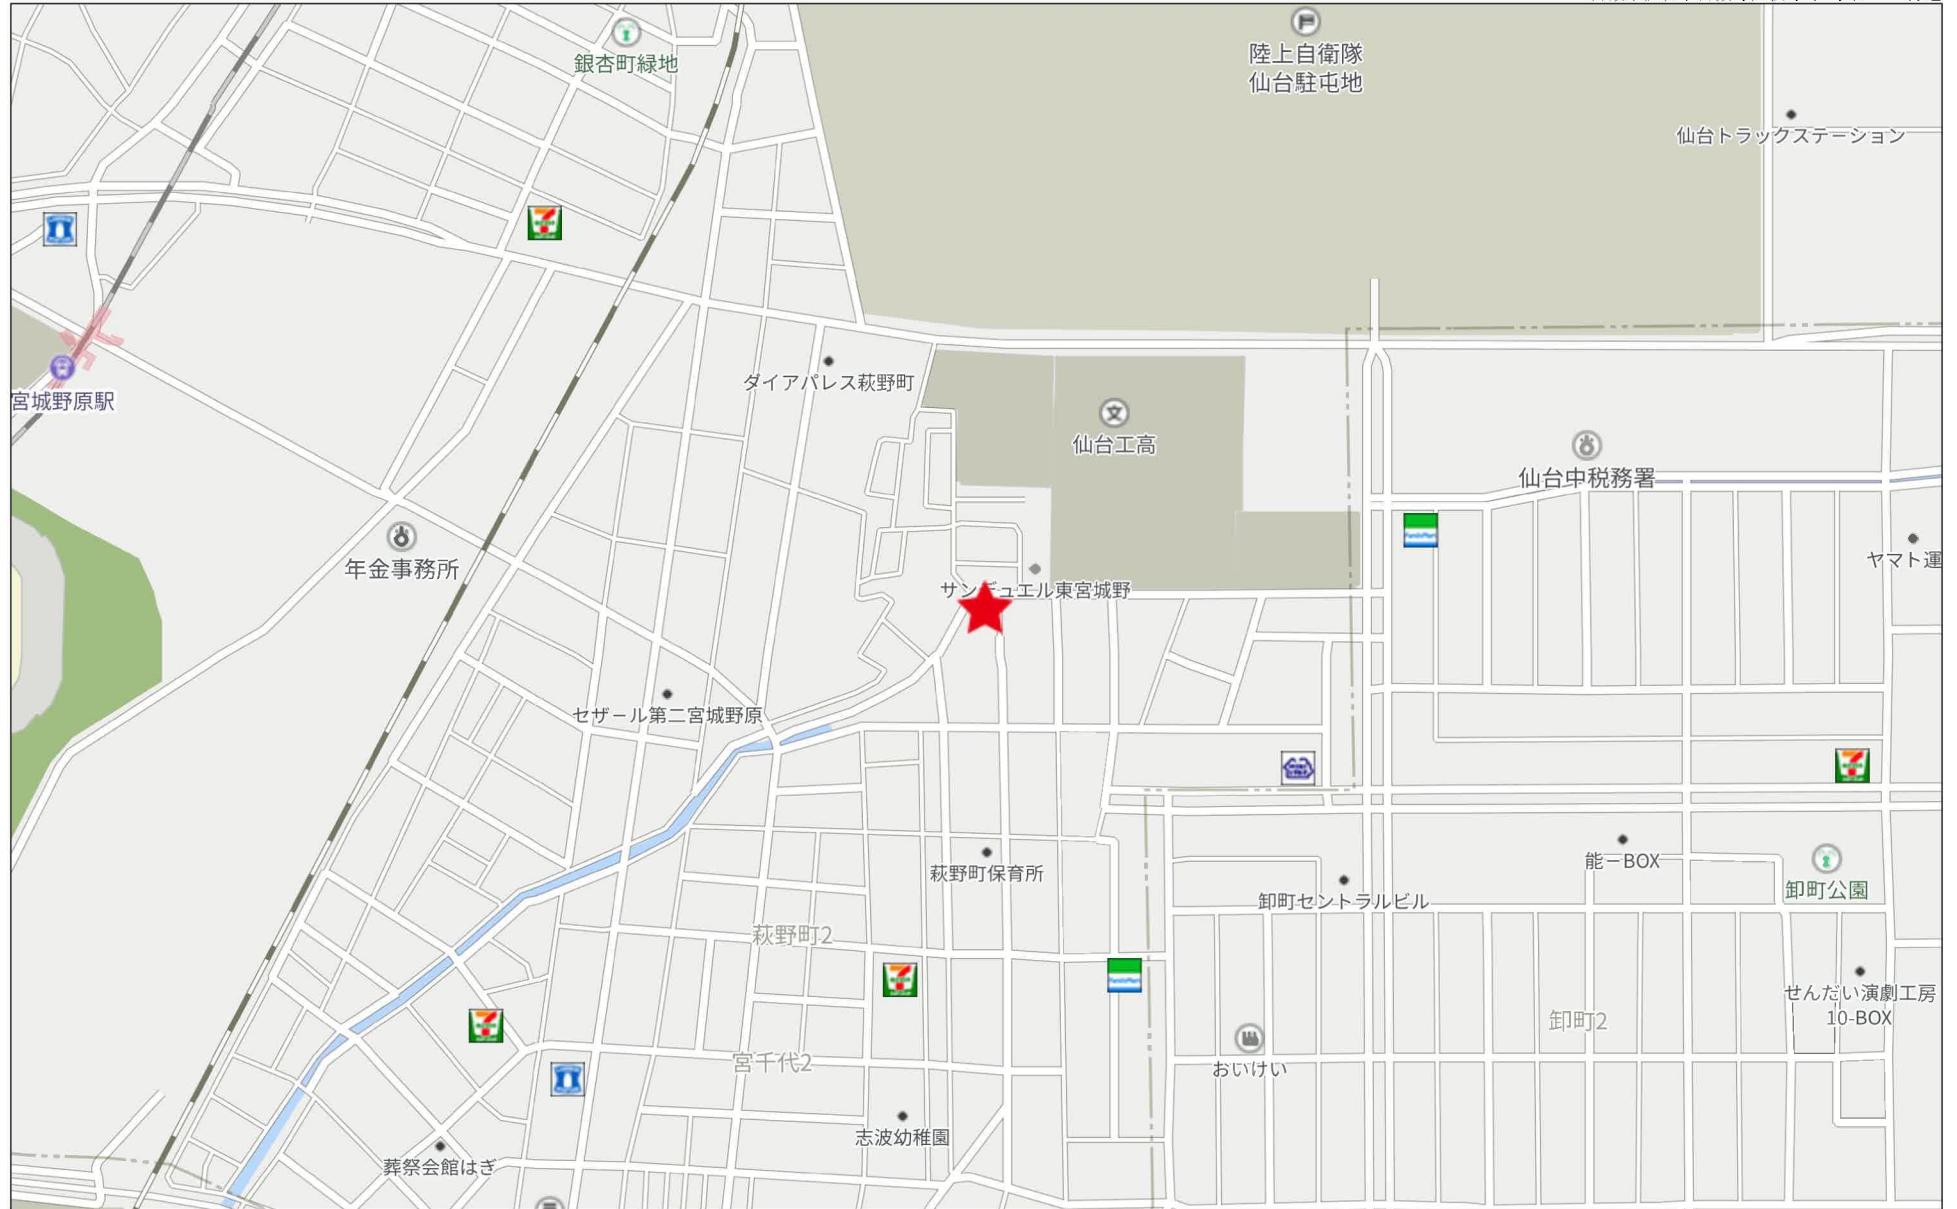 銀杏町緑地
陸上自衛隊
仙台駐屯地
仙台トラックステーション
宮城野原駅
ダイアパレス萩野町
仙台工高
仙台中税務署
年金事務所
ヤマト運
サンデュエル東宮城野
セザール第二宮城野原
萩野町保育所
能-BOX
卸町公園
卸町セントラルビル
萩野町2
せんだい演劇工房
10-BOX
卸町2
宮千代2
おいけい
志波幼稚園
葬祭会館はぎ